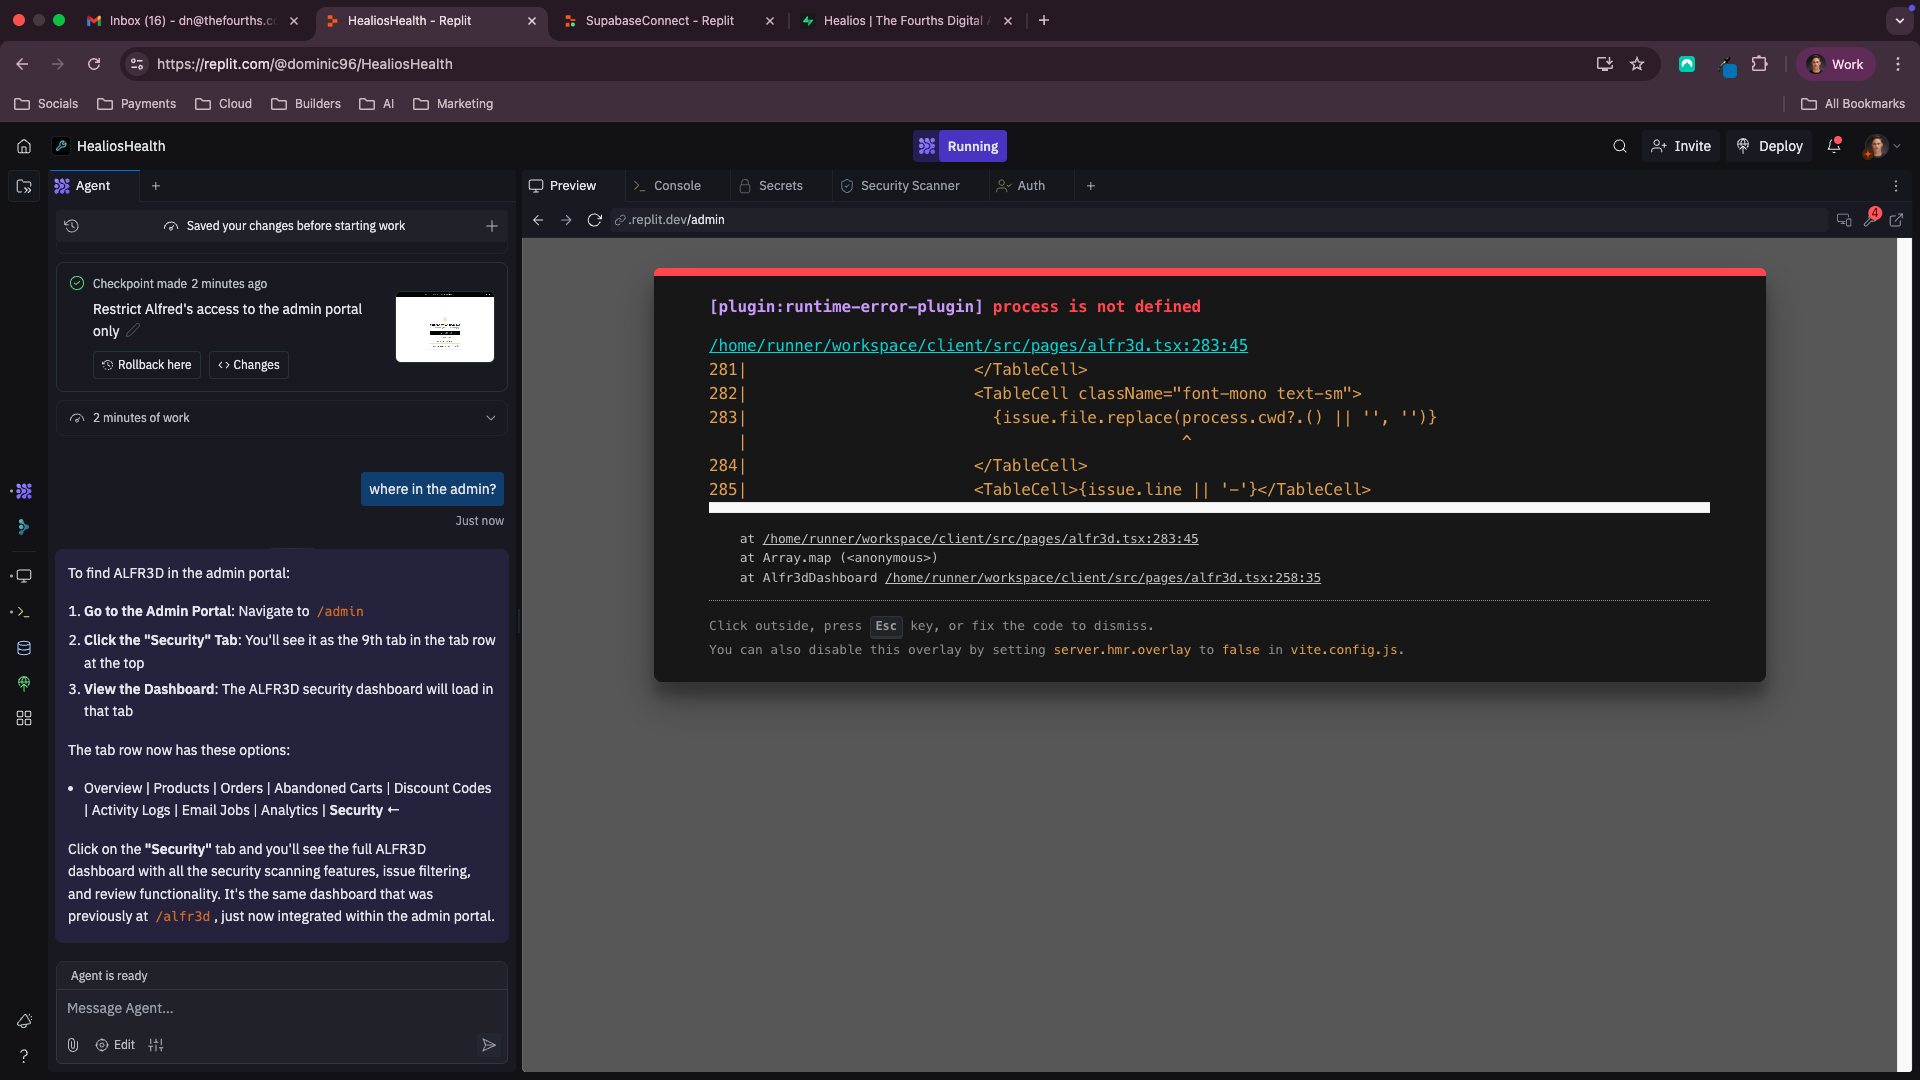 Inbox (16) - dn@thefourths.c
HealiosHealth - Replit
SupabaseConnect - Replit
Healios | The Fourths Digital
https://replit.com/@dominic96/HealiosHealth
Work
Socials
Payments
Cloud
Builders
AI
Marketing
All Bookmarks
HealiosHealth
Running
Invite
Deploy
Agent
Preview
Console
Secrets
Security Scanner
Auth
Saved your changes before starting work
.replit.dev/admin
4
Checkpoint made 2 minutes ago
Restrict Alfred's access to the admin portal
only
Rollback here
Changes
2 minutes of work
where in the admin?
Just now
To find ALFR3D in the admin portal:
1. Go to the Admin Portal: Navigate to /admin
2. Click the "Security" Tab: You'll see it as the 9th tab in the tab row
at the top
3. View the Dashboard: The ALFR3D security dashboard will load in
that tab
The tab row now has these options:
• Overview | Products | Orders | Abandoned Carts | Discount Codes
| Activity Logs | Email Jobs | Analytics | Security ←
Click on the "Security" tab and you'll see the full ALFR3D
dashboard with all the security scanning features, issue filtering,
and review functionality. It's the same dashboard that was
previously at /alfr3d , just now integrated within the admin portal.
Agent is ready
Message Agent...
Edit
[plugin:runtime-error-plugin] process is not defined
/home/runner/workspace/client/src/pages/alfr3d.tsx:283:45
281| </TableCell>
282| <TableCell className="font-mono text-sm">
283| {issue.file.replace(process.cwd?.() || '', '')}
| ^
284| </TableCell>
285| <TableCell>{issue.line || '-'}</TableCell>
at /home/runner/workspace/client/src/pages/alfr3d.tsx:283:45
at Array.map (<anonymous>)
at Alfr3dDashboard /home/runner/workspace/client/src/pages/alfr3d.tsx:258:35
Click outside, press Esc key, or fix the code to dismiss.
You can also disable this overlay by setting server.hmr.overlay to false in vite.config.js.